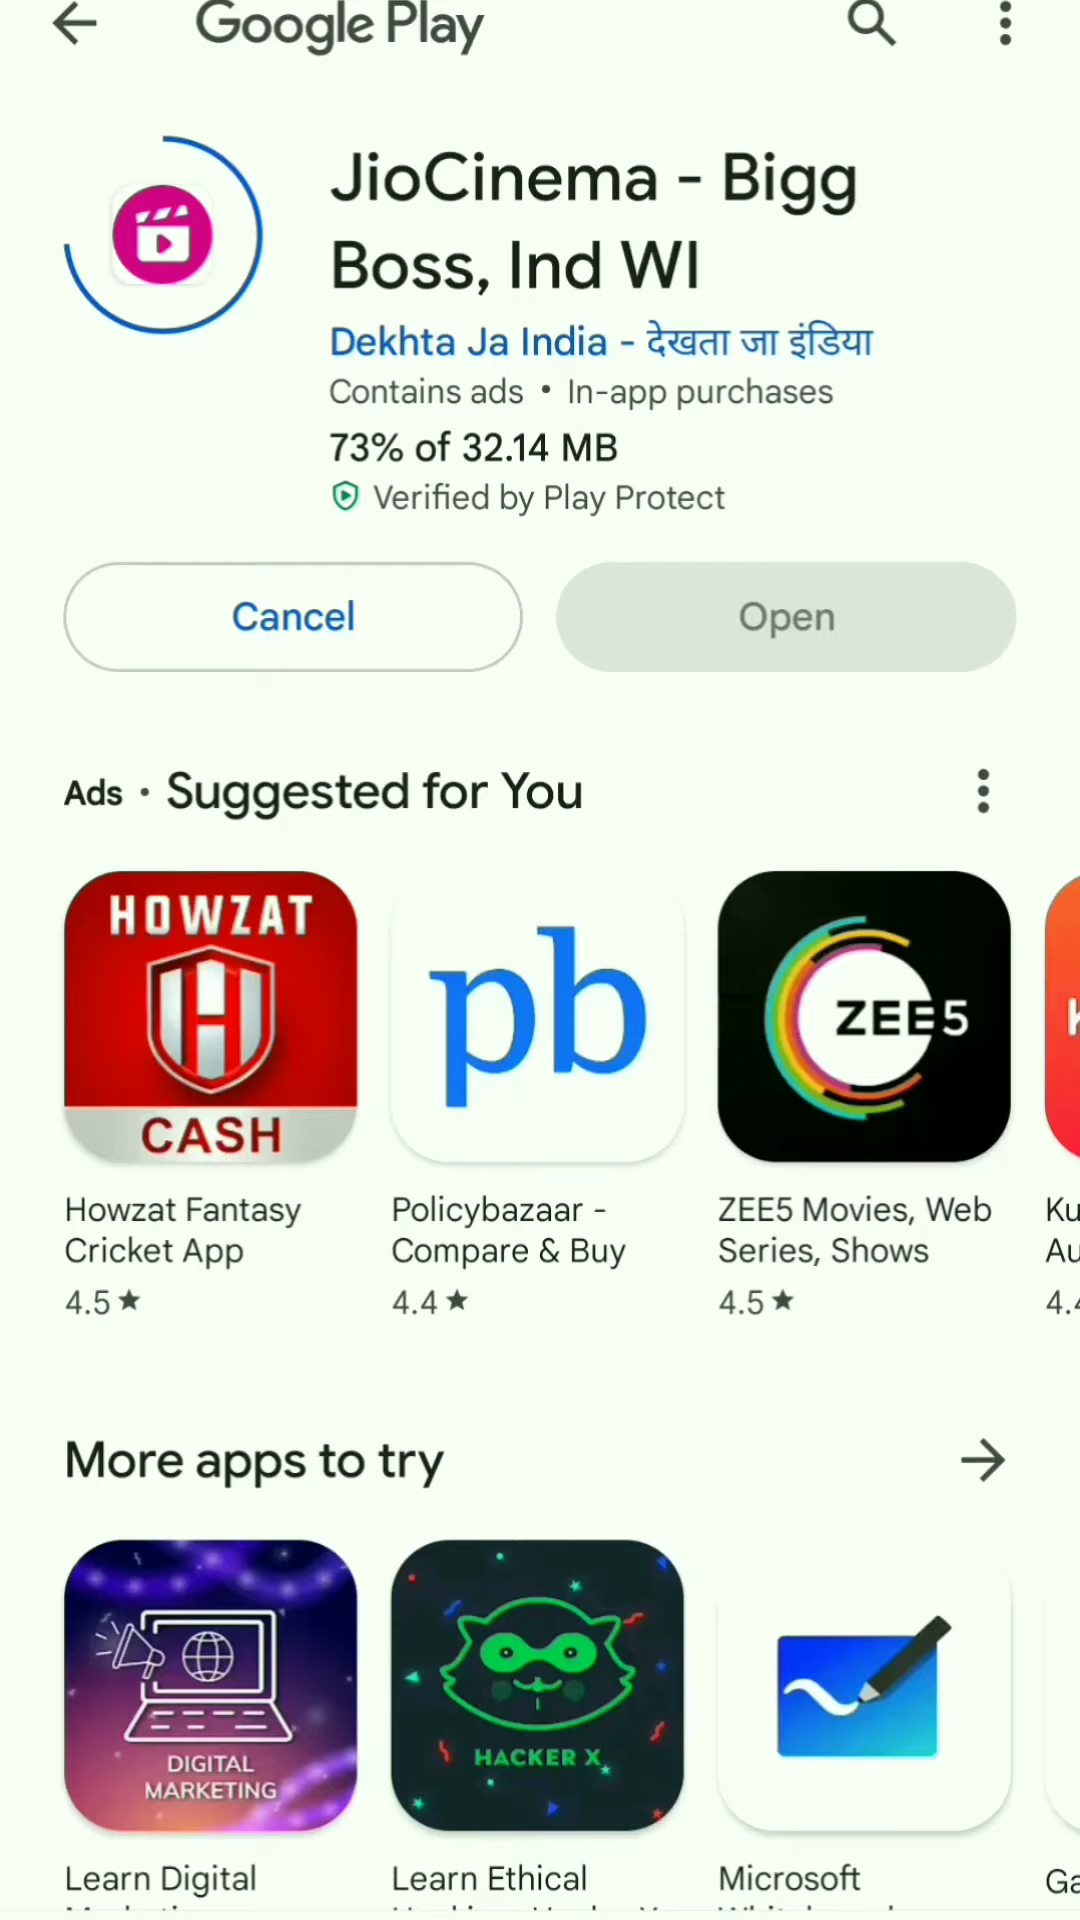 Google Play
JioCinema - Bigg
Boss, Ind WI
Dekhta Ja India - देखता जा इंडिया
Contains ads • In-app purchases
73% of 32.14 MB
Verified by Play Protect
Cancel
Open
Ads • Suggested for You
HOWZAT
H
CASH
pb
ZEE5
Howzat Fantasy
Cricket App
4.5 ★
Policybazaar -
Compare & Buy
4.4 ★
ZEE5 Movies, Web
Series, Shows
4.5 ★
Ku
Au
More apps to try
DIGITAL
MARKETING
HACKER X
Learn Digital
Learn Ethical
Microsoft
Ga